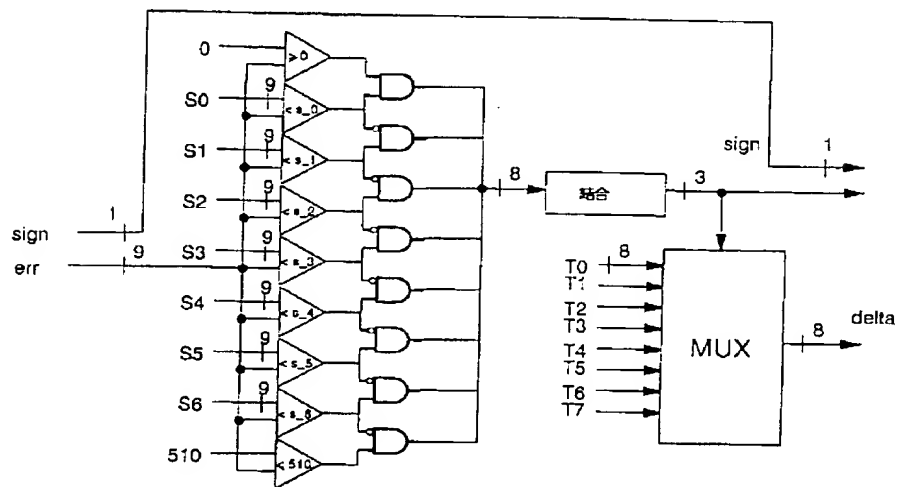 0
≥0
S0
9
< s_0
S1
9
< s_1
S2
9
< s_2
S3
9
< s_3
S4
9
< s_4
S5
9
< s_5
S6
9
< s_6
510
< 510
sign
1
err
9
8
结合
3
sign
1
T0
8
T1
T2
T3
T4
T5
T6
T7
MUX
8
delta